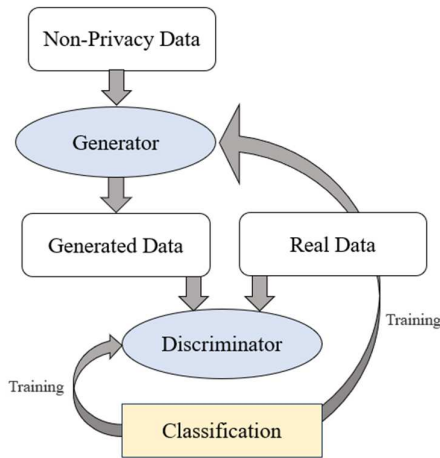 Non-Privacy Data
Generator
Generated Data
Real Data
Training
Discriminator
Training
Classification